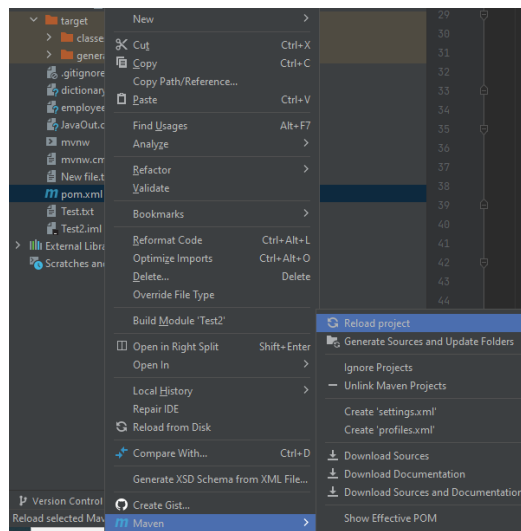 target
classe
gener
.gitignore
dictionary
employee
JavaOut.c
mvnw
mvnw.cm
New file.t
pom.xml
Test.txt
Test2.iml
External Libra
Scratches and
Version Control
Reload selected Mav
New
Cut Ctrl+X
Copy Ctrl+C
Copy Path/Reference...
Paste Ctrl+V
Find Usages Alt+F7
Analyze
Refactor
Validate
Bookmarks
Reformat Code Ctrl+Alt+L
Optimize Imports Ctrl+Alt+O
Delete... Delete
Override File Type
Build Module 'Test2'
Open in Right Split Shift+Enter
Open In
Local History
Repair IDE
Reload from Disk
Compare With... Ctrl+D
Generate XSD Schema from XML File...
Create Gist...
Maven
29
30
31
32
33
34
35
36
37
38
39
40
41
42
43
44
Reload project
Generate Sources and Update Folders
Ignore Projects
Unlink Maven Projects
Create 'settings.xml'
Create 'profiles.xml'
Download Sources
Download Documentation
Download Sources and Documentation
Show Effective POM